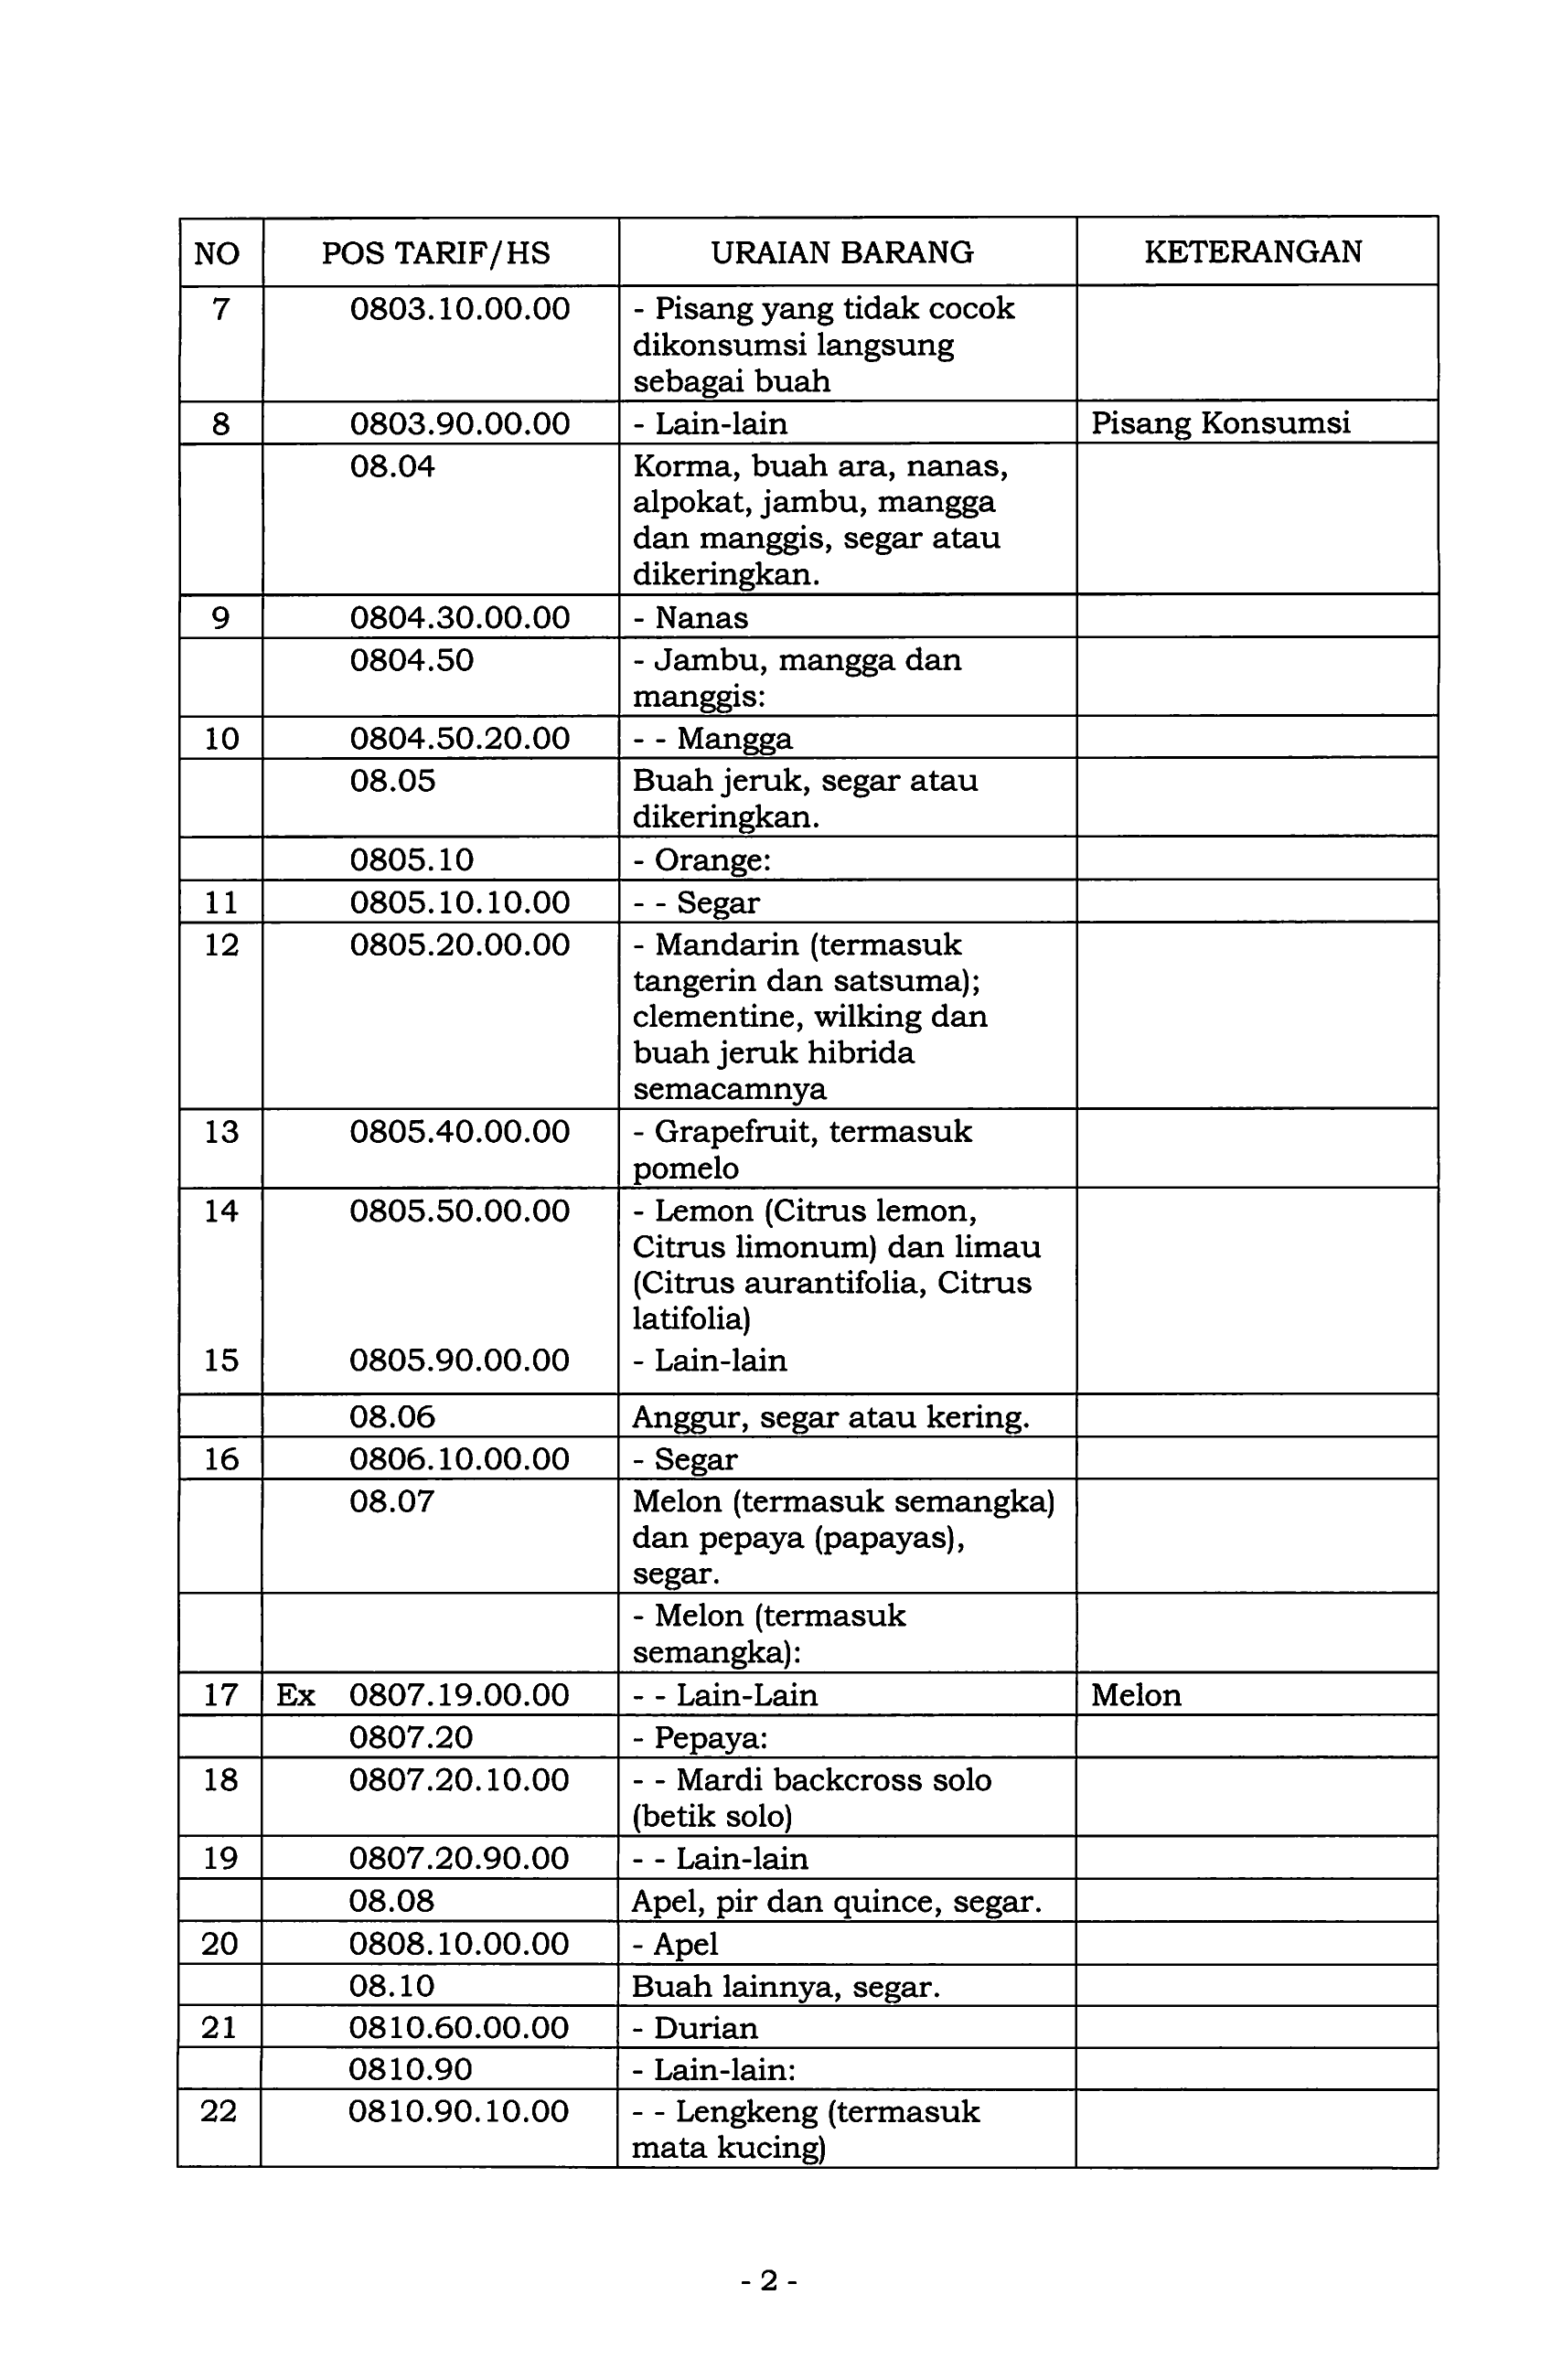 NO POS TARIF/HS URAIAN BARANG KETERANGAN
7 0803.10.00.00 - Pisang yang tidak cocok
dikonsumsi langsung
sebagai buah
8 0803.90.00.00 - Lain-lain Pisang Konsumsi
08.04 Korma, buah ara, nanas,
alpokat, jambu, mangga
dan manggis, segar atau
dikeringkan.
9 0804.30.00.00 - Nanas
0804.50 - Jambu, mangga dan
manggis:
10 0804.50.20.00 - - Mangga
08.05 Buah jeruk, segar atau
dikeringkan.
0805.10 - Orange:
11 0805.10.10.00 - - Segar
12 0805.20.00.00 - Mandarin (termasuk
tangerin dan satsuma);
clementine, wilking dan
buah jeruk hibrida
semacamnya
13 0805.40.00.00 - Grapefruit, termasuk
pomelo
14 0805.50.00.00 - Lemon (Citrus lemon,
Citrus limonum) dan limau
(Citrus aurantifolia, Citrus
latifolia)
15 0805.90.00.00 - Lain-lain
08.06 Anggur, segar atau kering.
16 0806.10.00.00 - Segar
08.07 Melon (termasuk semangka)
dan pepaya (papayas),
segar.
- Melon (termasuk
semangka):
17 Ex 0807.19.00.00 - - Lain-Lain Melon
0807.20 - Pepaya:
18 0807.20.10.00 - - Mardi backcross solo
(betik solo)
19 0807.20.90.00 - - Lain-lain
08.08 Apel, pir dan quince, segar.
20 0808.10.00.00 - Apel
08.10 Buah lainnya, segar.
21 0810.60.00.00 - Durian
0810.90 - Lain-lain:
22 0810.90.10.00 - - Lengkeng (termasuk
mata kucing)
- 2 -